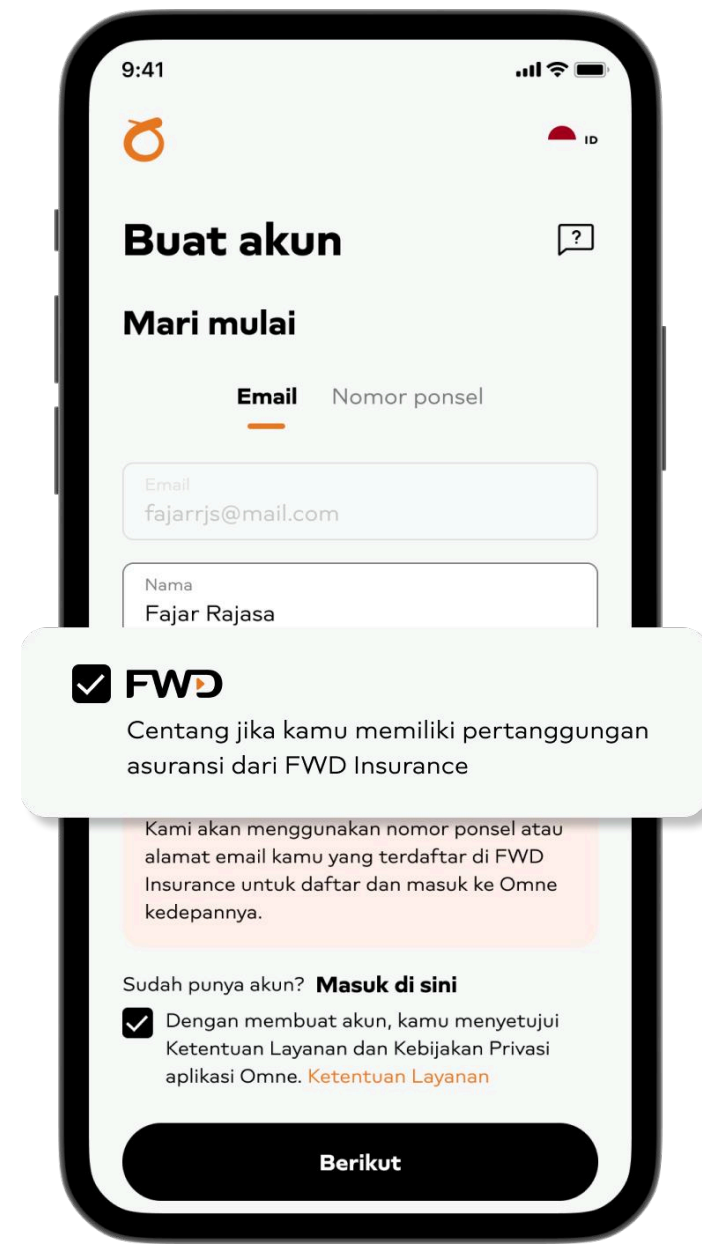 9:41
ID
Buat akun
?
Mari mulai
Email Nomor ponsel
Email
fajarrjs@mail.com
Nama
Fajar Rajasa
FWD
Centang jika kamu memiliki pertanggungan
asuransi dari FWD Insurance
Kami akan menggunakan nomor ponsel atau
alamat email kamu yang terdaftar di FWD
Insurance untuk daftar dan masuk ke Omne
kedepannya.
Sudah punya akun? Masuk di sini
Dengan membuat akun, kamu menyetujui
Ketentuan Layanan dan Kebijakan Privasi
aplikasi Omne. Ketentuan Layanan
Berikut